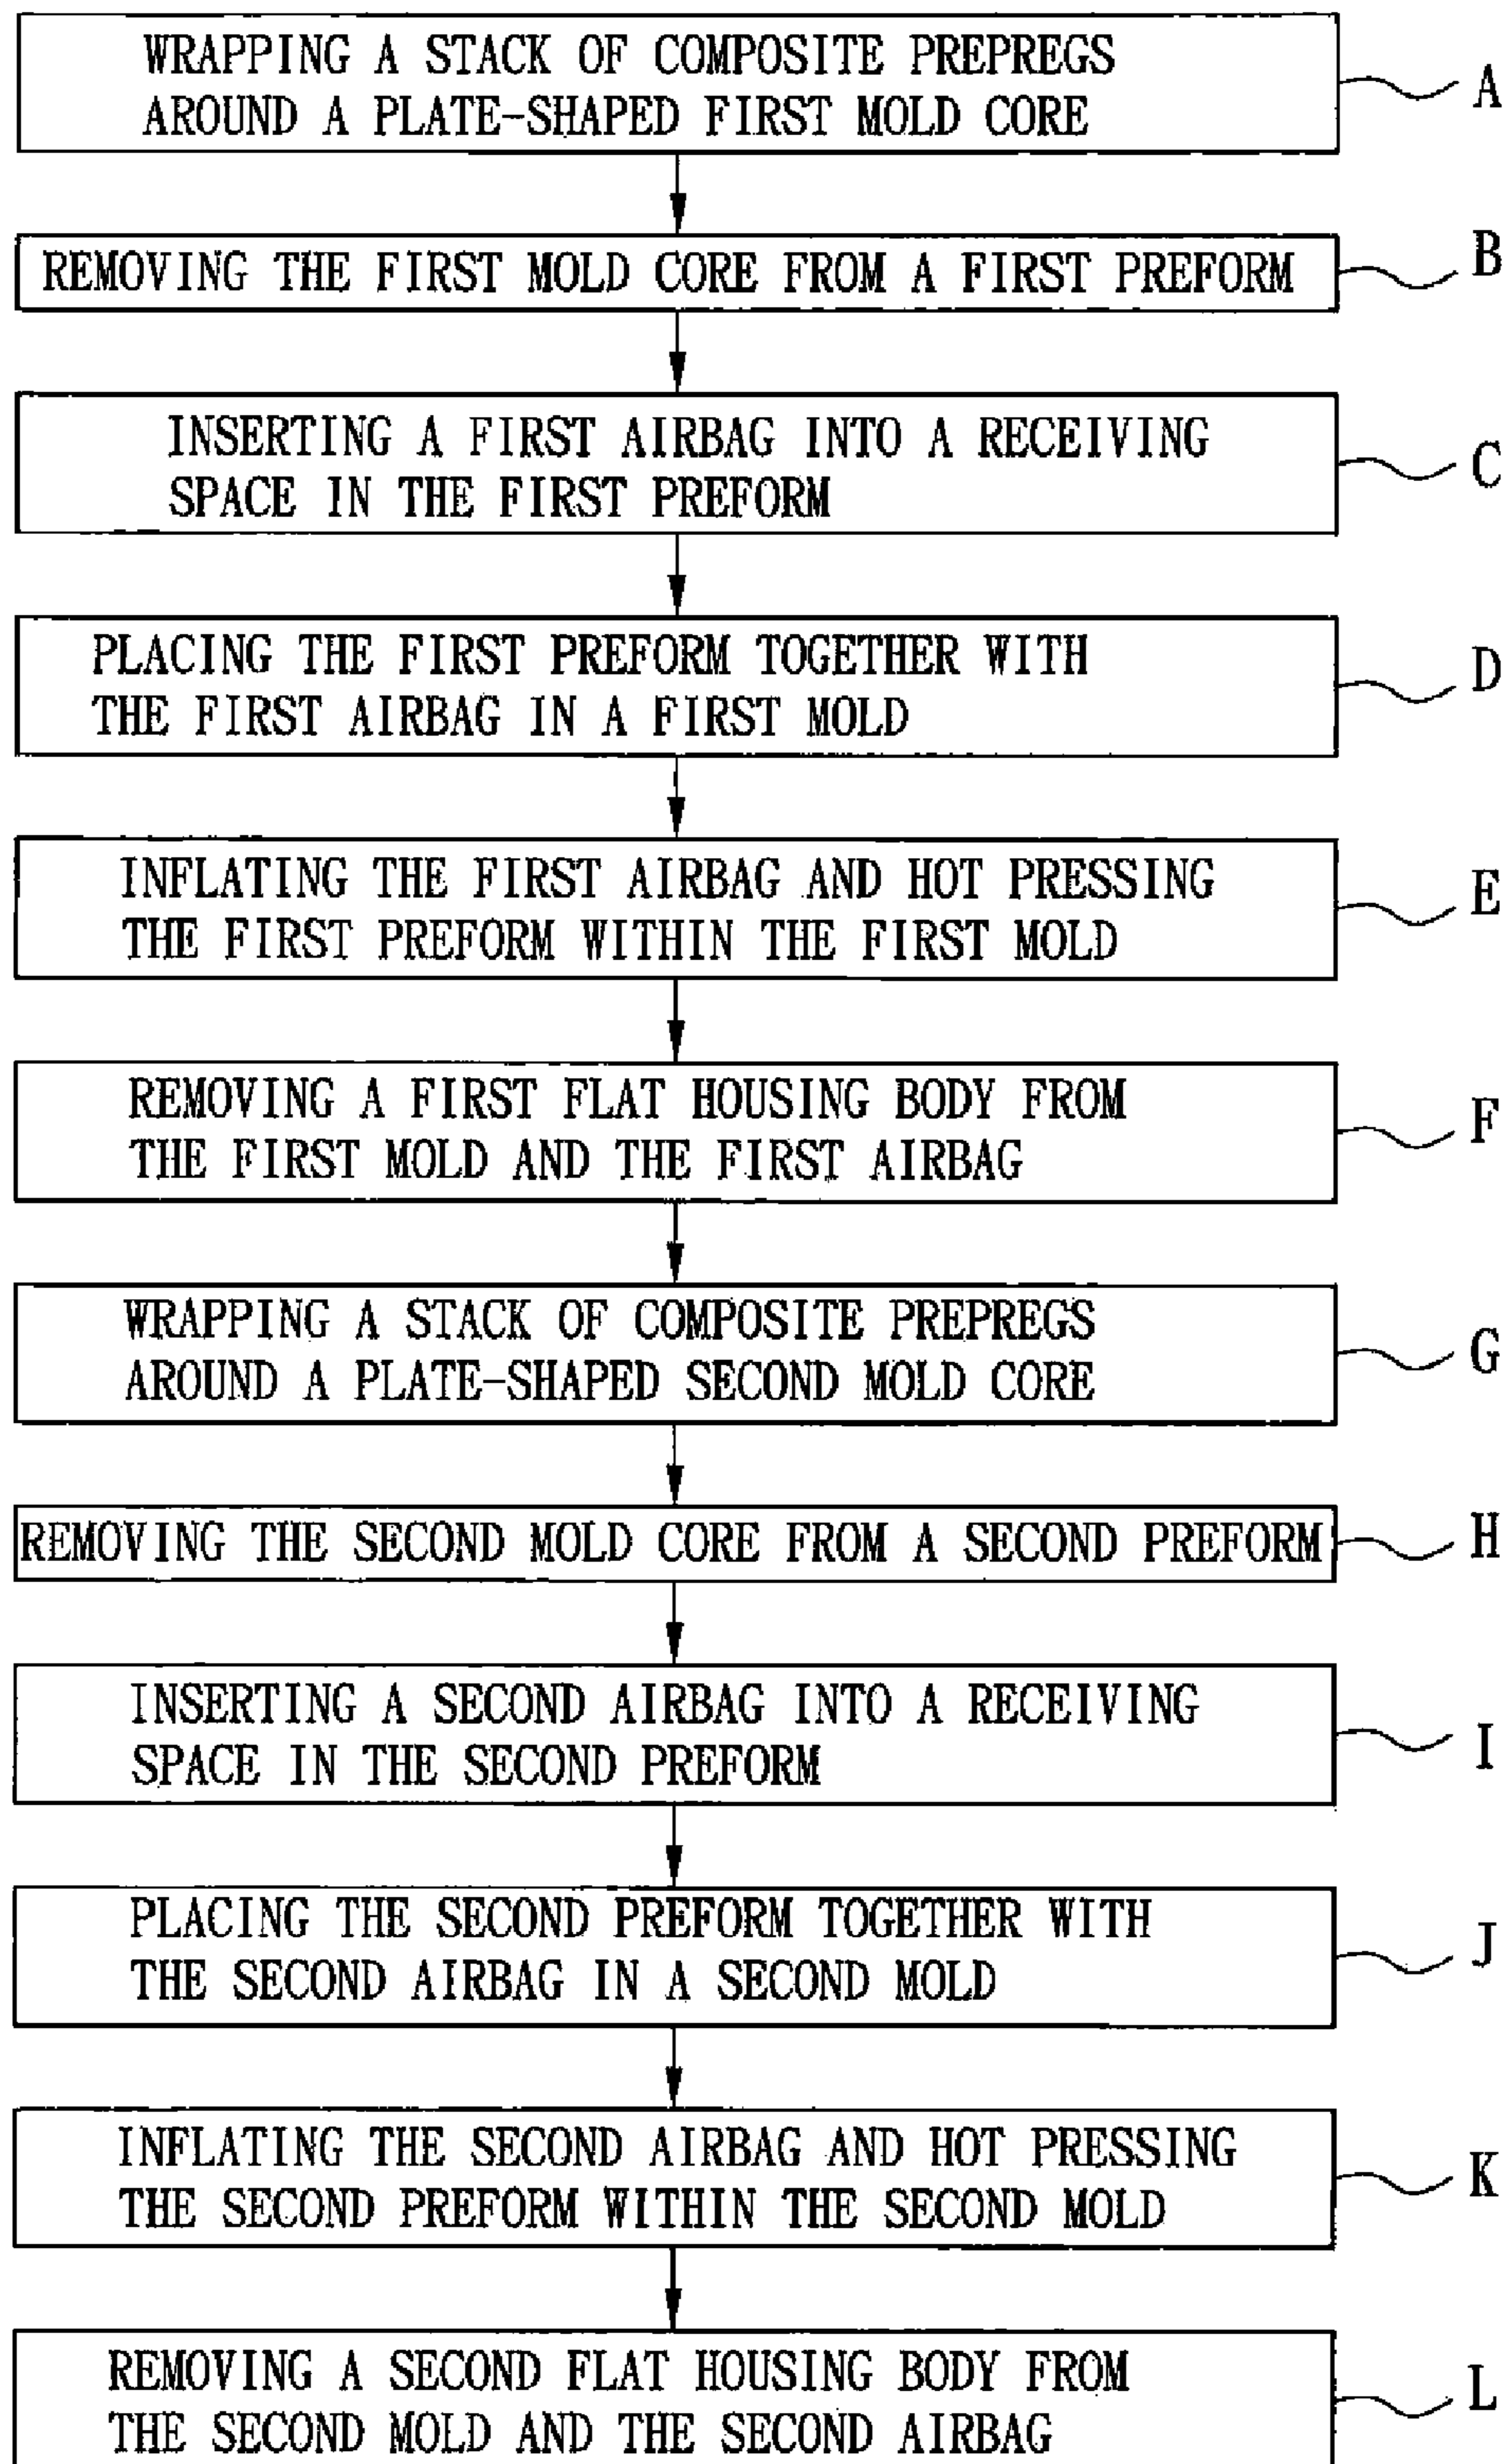 WRAPPING A STACK OF COMPOSITE PREPREGS
AROUND A PLATE-SHAPED FIRST MOLD CORE
A
REMOVING THE FIRST MOLD CORE FROM A FIRST PREFORM
B
INSERTING A FIRST AIRBAG INTO A RECEIVING
SPACE IN THE FIRST PREFORM
C
PLACING THE FIRST PREFORM TOGETHER WITH
THE FIRST AIRBAG IN A FIRST MOLD
D
INFLATING THE FIRST AIRBAG AND HOT PRESSING
THE FIRST PREFORM WITHIN THE FIRST MOLD
E
REMOVING A FIRST FLAT HOUSING BODY FROM
THE FIRST MOLD AND THE FIRST AIRBAG
F
WRAPPING A STACK OF COMPOSITE PREPREGS
AROUND A PLATE-SHAPED SECOND MOLD CORE
G
REMOVING THE SECOND MOLD CORE FROM A SECOND PREFORM
H
INSERTING A SECOND AIRBAG INTO A RECEIVING
SPACE IN THE SECOND PREFORM
I
PLACING THE SECOND PREFORM TOGETHER WITH
THE SECOND AIRBAG IN A SECOND MOLD
J
INFLATING THE SECOND AIRBAG AND HOT PRESSING
THE SECOND PREFORM WITHIN THE SECOND MOLD
K
REMOVING A SECOND FLAT HOUSING BODY FROM
THE SECOND MOLD AND THE SECOND AIRBAG
L